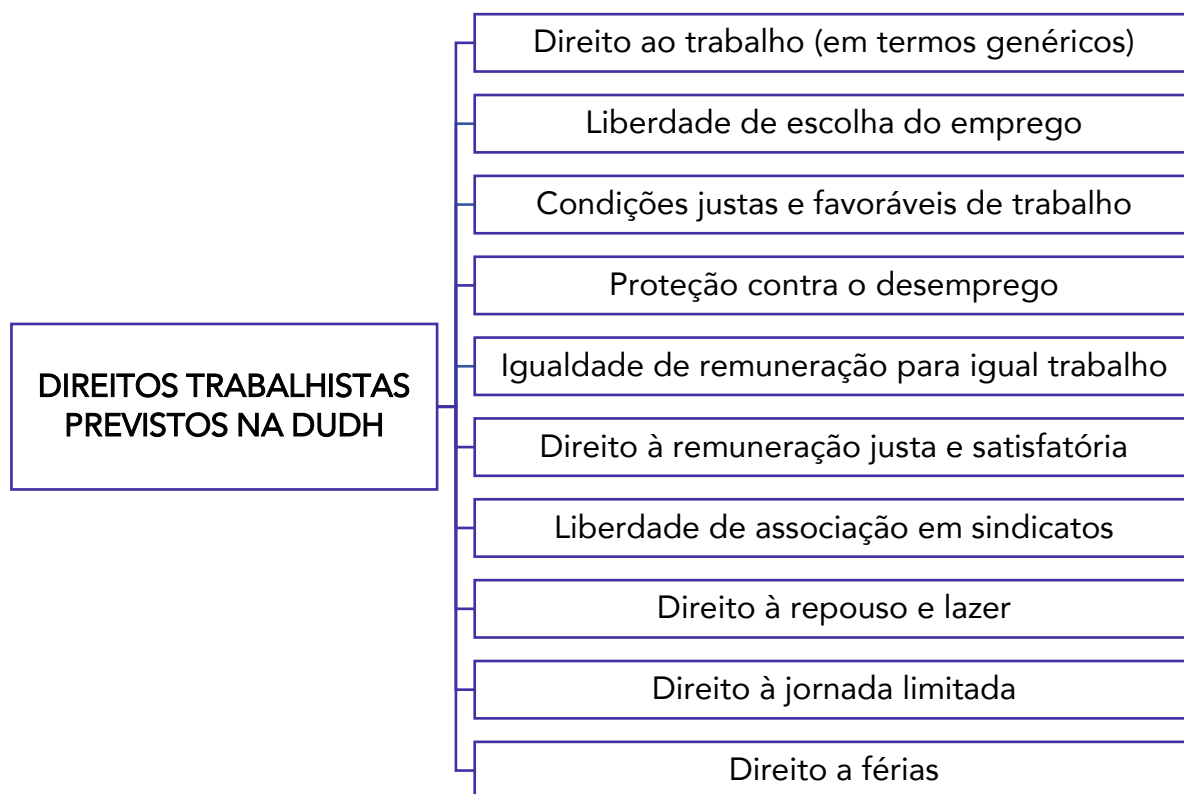 Direito ao trabalho (em termos genéricos)
Liberdade de escolha do emprego
Condições justas e favoráveis de trabalho
Proteção contra o desemprego
Igualdade de remuneração para igual trabalho
DIREITOS TRABALHISTAS
PREVISTOS NA DUDH
Direito à remuneração justa e satisfatória
Liberdade de associação em sindicatos
Direito à repouso e lazer
Direito à jornada limitada
Direito a férias